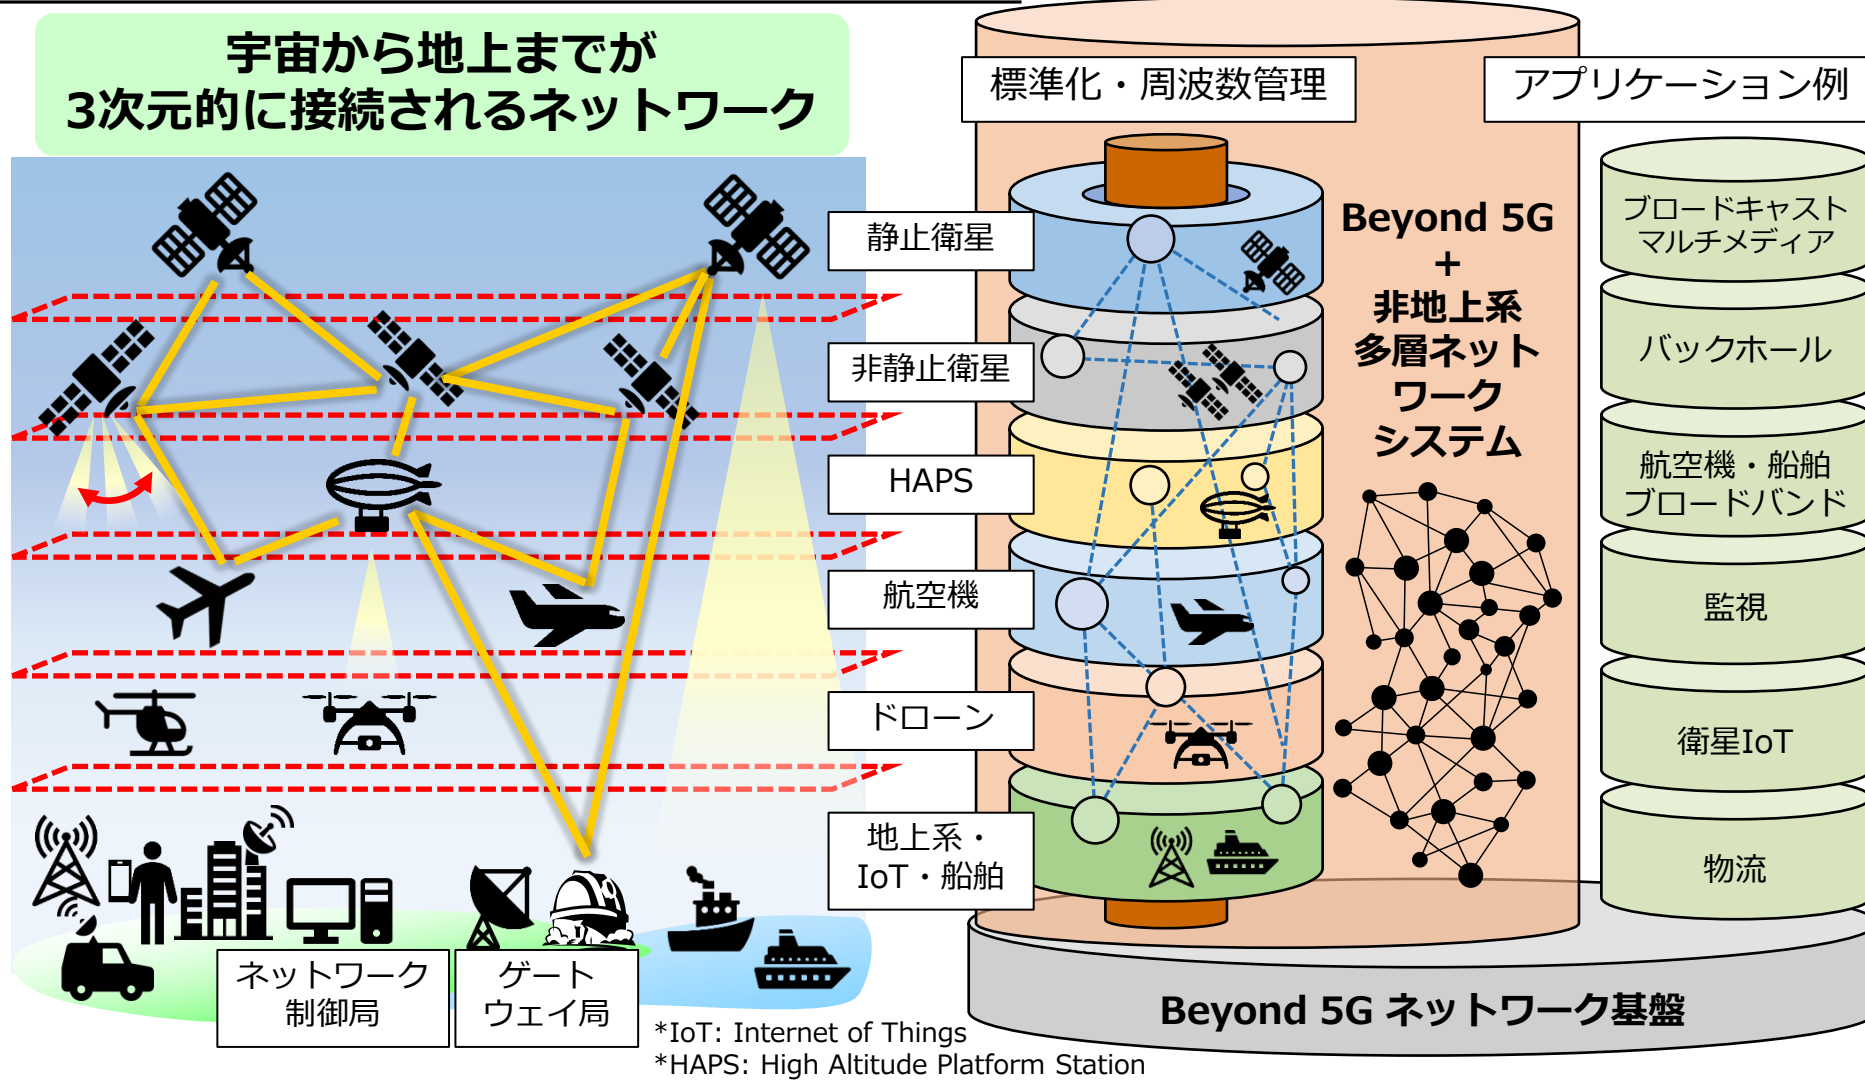 宇宙から地上までが
3次元的に接続されるネットワーク
標準化・周波数管理
アプリケーション例
静止衛星
非静止衛星
HAPS
航空機
ドローン
地上系・
IoT・船舶
Beyond 5G
+
非地上系
多層ネット
ワーク
システム
ブロードキャスト
マルチメディア
バックホール
航空機・船舶
ブロードバンド
監視
衛星IoT
物流
ネットワーク
制御局
ゲート
ウェイ局
Beyond 5G ネットワーク基盤
*IoT: Internet of Things
*HAPS: High Altitude Platform Station